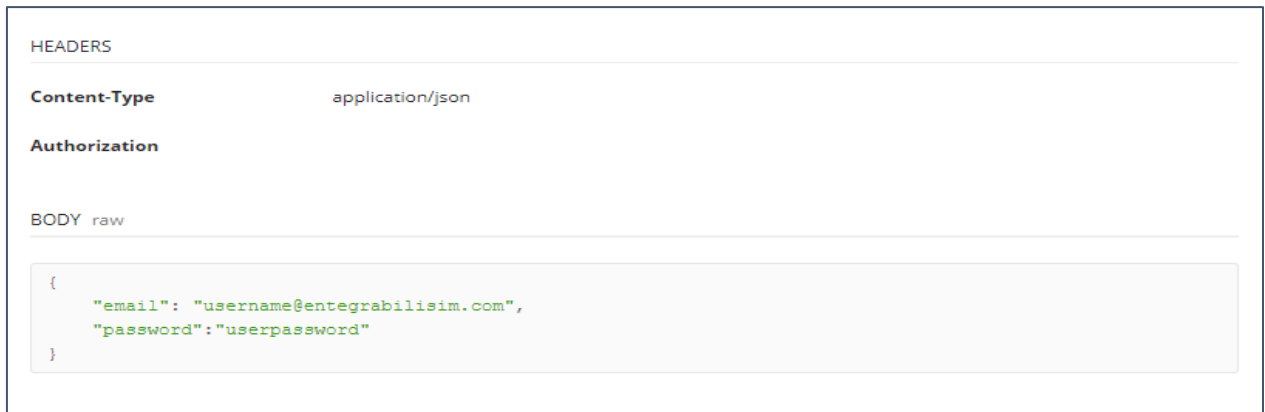 HEADERS
Content-Type application/json
Authorization
BODY raw
{
"email": "username@entegrabilisim.com",
"password":"userpassword"
}